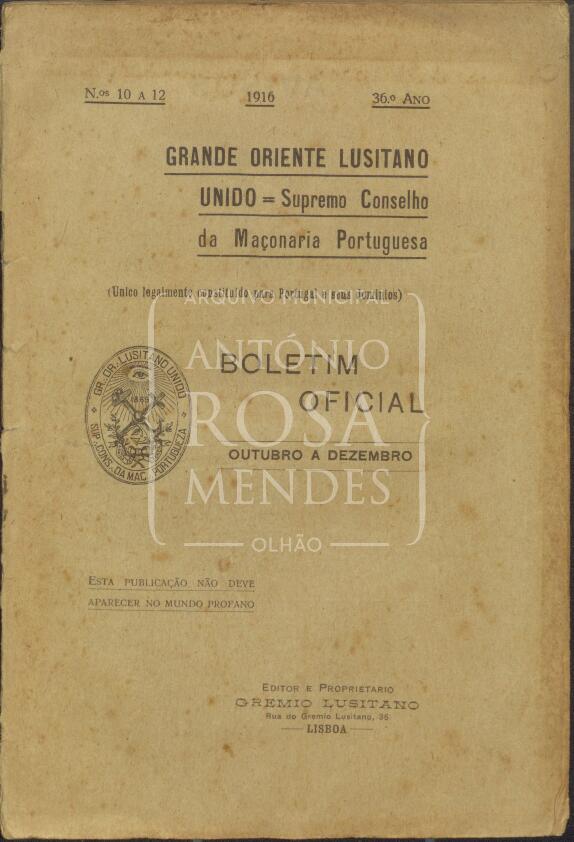 N.ᵒˢ 10 A 12
1916
36.º ANO
GRANDE ORIENTE LUSITANO
UNIDO = Supremo Conselho
da Maçonaria Portuguesa
(Unico legalmente constituido para Portugal e seus dominios)
ARQUIVO MUNICIPAL
ANTÓNIO
ROSA
MENDES
OLHÃO
BOLETIM
OFICIAL
GR. OR. LUSITANO UNIDO
1869
SUP. CONS. DA MAÇ. PORTUGUEZA
OUTUBRO A DEZEMBRO
ESTA PUBLICAÇÃO NÃO DEVE
APARECER NO MUNDO PROFANO
EDITOR E PROPRIETARIO
GREMIO LUSITANO
Rua do Gremio Lusitano, 35
LISBOA